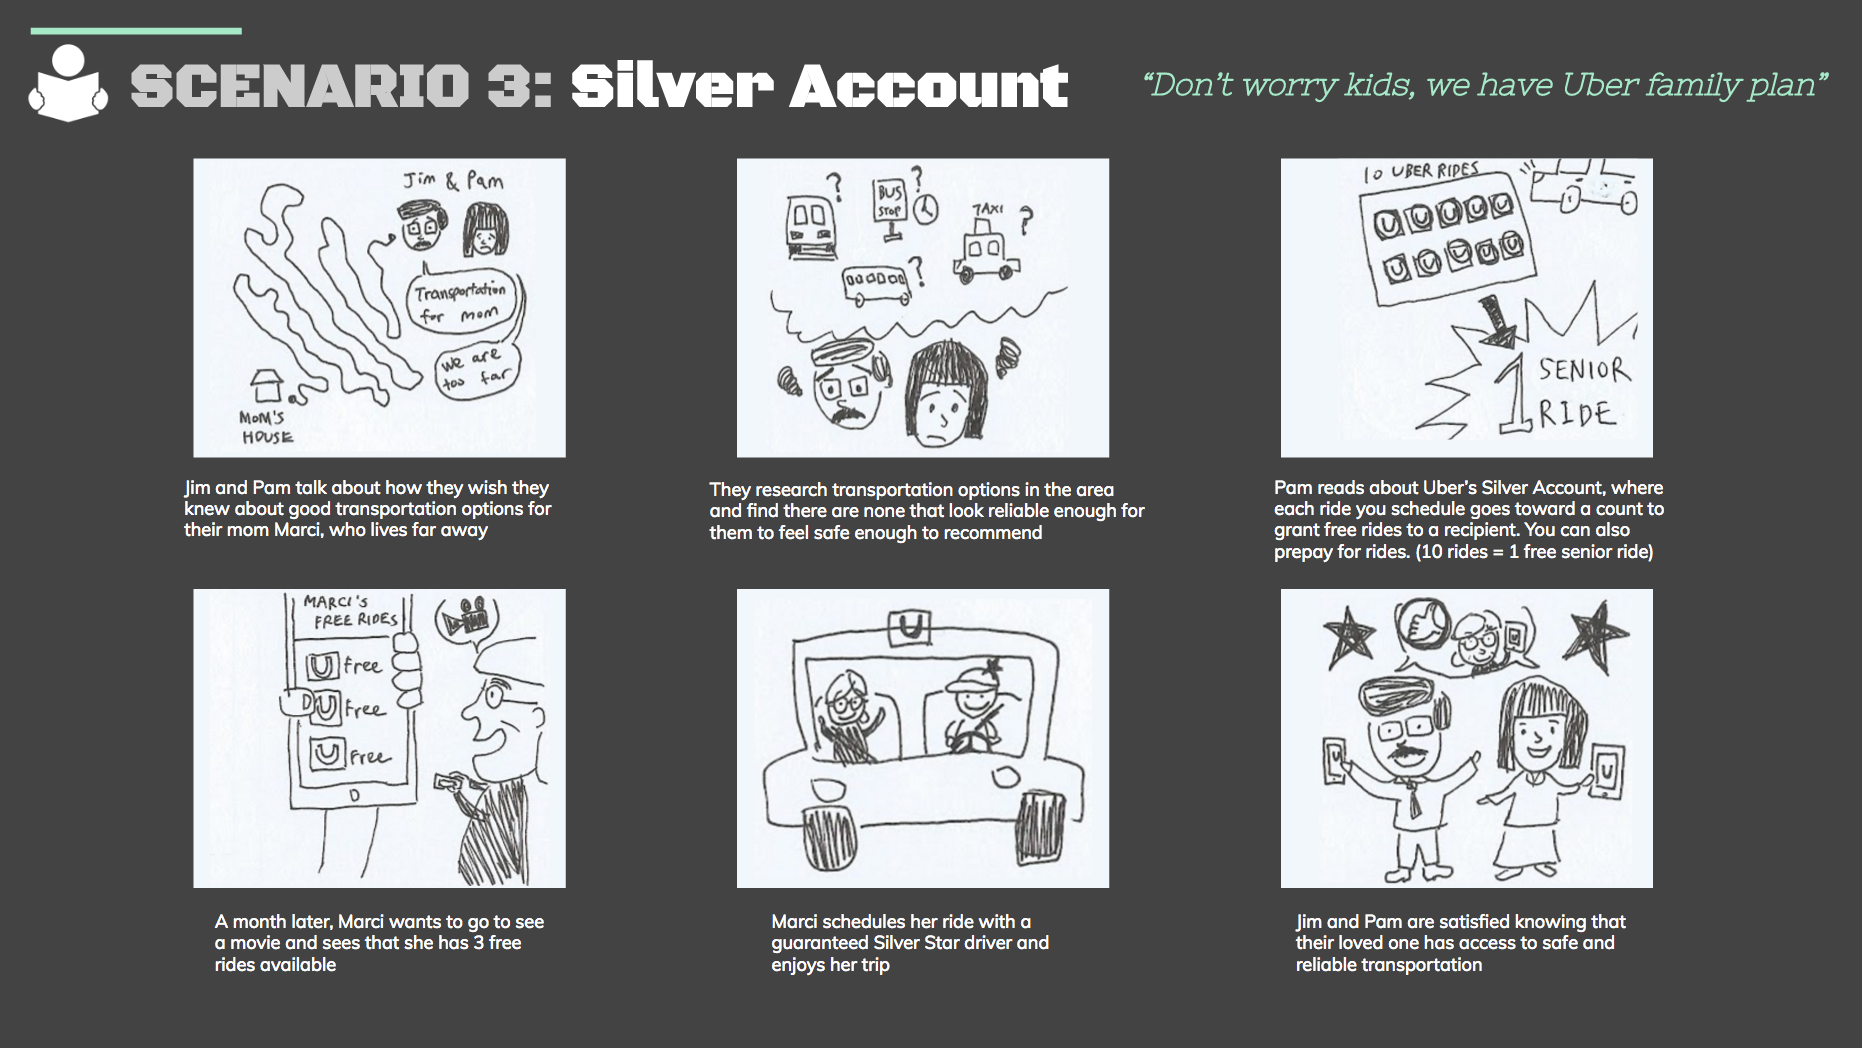 SCENARIO 3: Silver Account
“Don’t worry kids, we have Uber family plan”
Jim & Pam
Transportation
for mom
We are
too far
MOM'S
HOUSE
Jim and Pam talk about how they wish they
knew about good transportation options for
their mom Marci, who lives far away
?
BUS
STOP
?
TAXI
?
?
They research transportation options in the area
and find there are none that look reliable enough for
them to feel safe enough to recommend
10 UBER RIDES
U U U U U
U U U U U
1 SENIOR
RIDE
Pam reads about Uber’s Silver Account, where
each ride you schedule goes toward a count to
grant free rides to a recipient. You can also
prepay for rides. (10 rides = 1 free senior ride)
MARCI'S
FREE RIDES
U free
U Free
U Free
A month later, Marci wants to go to see
a movie and sees that she has 3 free
rides available
U
Marci schedules her ride with a
guaranteed Silver Star driver and
enjoys her trip
U
U
Jim and Pam are satisfied knowing that
their loved one has access to safe and
reliable transportation